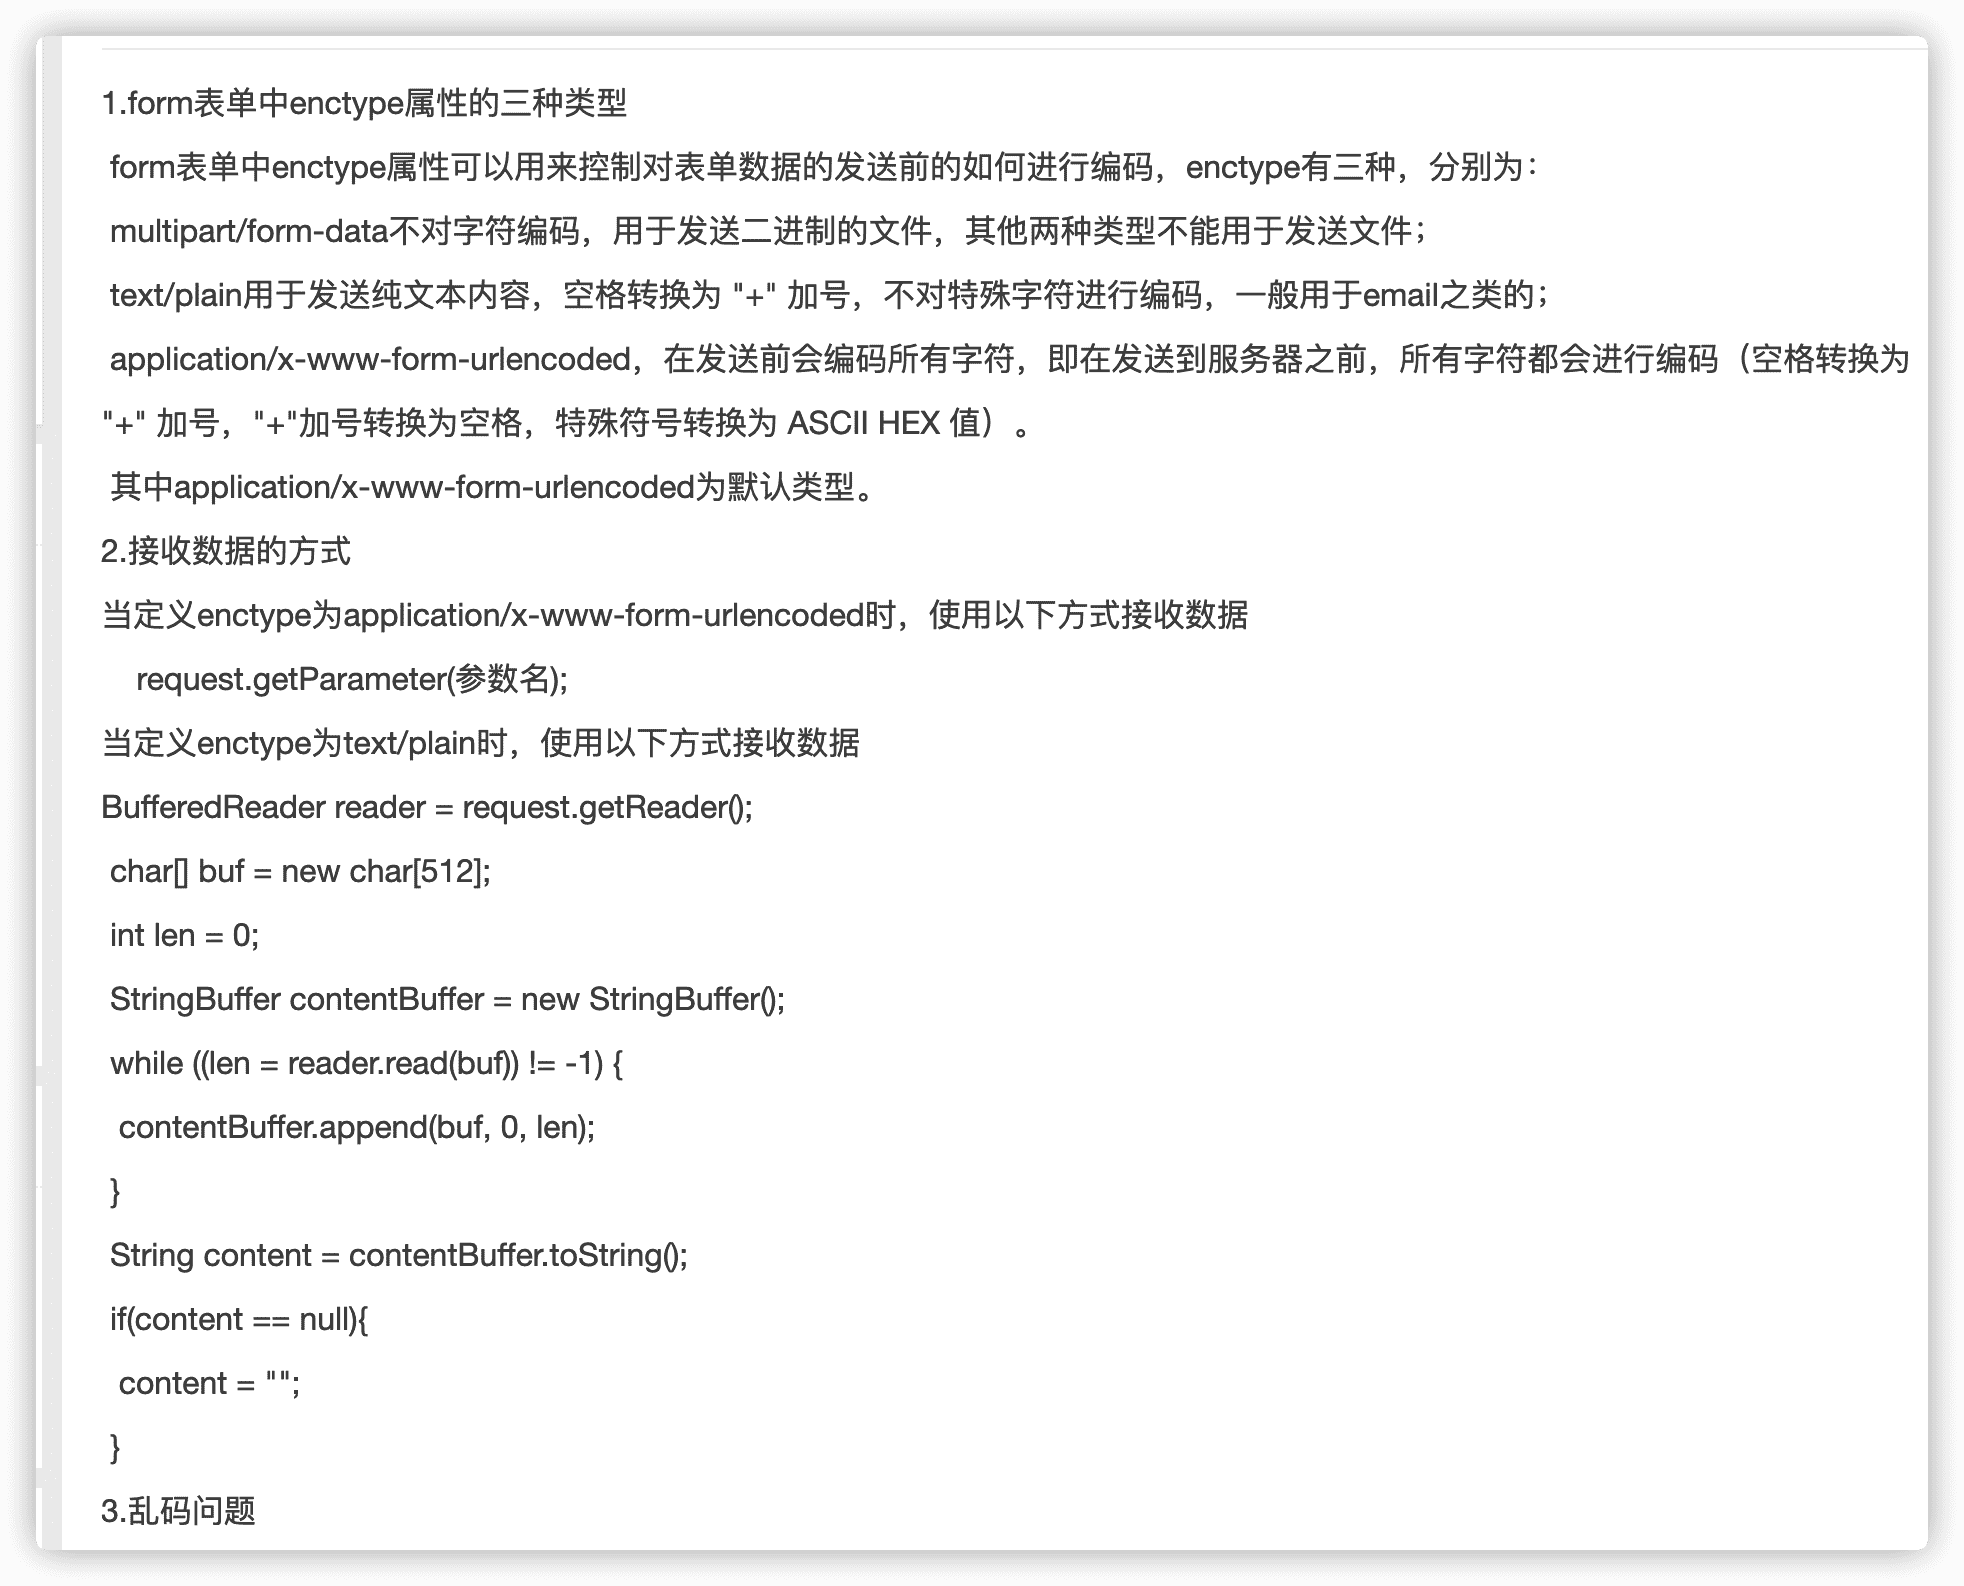 1.form表单中enctype属性的三种类型
form表单中enctype属性可以用来控制对表单数据的发送前的如何进行编码，enctype有三种，分别为：
multipart/form-data不对字符编码，用于发送二进制的文件，其他两种类型不能用于发送文件；
text/plain用于发送纯文本内容，空格转换为 "+" 加号，不对特殊字符进行编码，一般用于email之类的；
application/x-www-form-urlencoded，在发送前会编码所有字符，即在发送到服务器之前，所有字符都会进行编码（空格转换为
"+" 加号，"+"加号转换为空格，特殊符号转换为 ASCII HEX 值）。
其中application/x-www-form-urlencoded为默认类型。
2.接收数据的方式
当定义enctype为application/x-www-form-urlencoded时，使用以下方式接收数据
request.getParameter(参数名);
当定义enctype为text/plain时，使用以下方式接收数据
BufferedReader reader = request.getReader();
char[] buf = new char[512];
int len = 0;
StringBuffer contentBuffer = new StringBuffer();
while ((len = reader.read(buf)) != -1) {
contentBuffer.append(buf, 0, len);
}
String content = contentBuffer.toString();
if(content == null){
content = "";
}
3.乱码问题